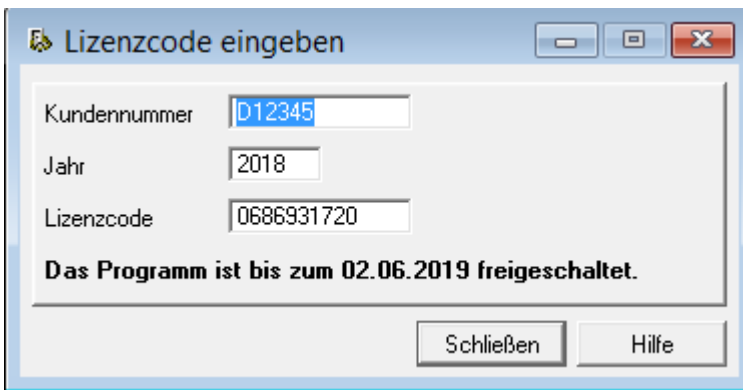 Lizenzcode eingeben
Kundennummer D12345
Jahr 2018
Lizenzcode 0686931720
Das Programm ist bis zum 02.06.2019 freigeschaltet.
Schließen Hilfe